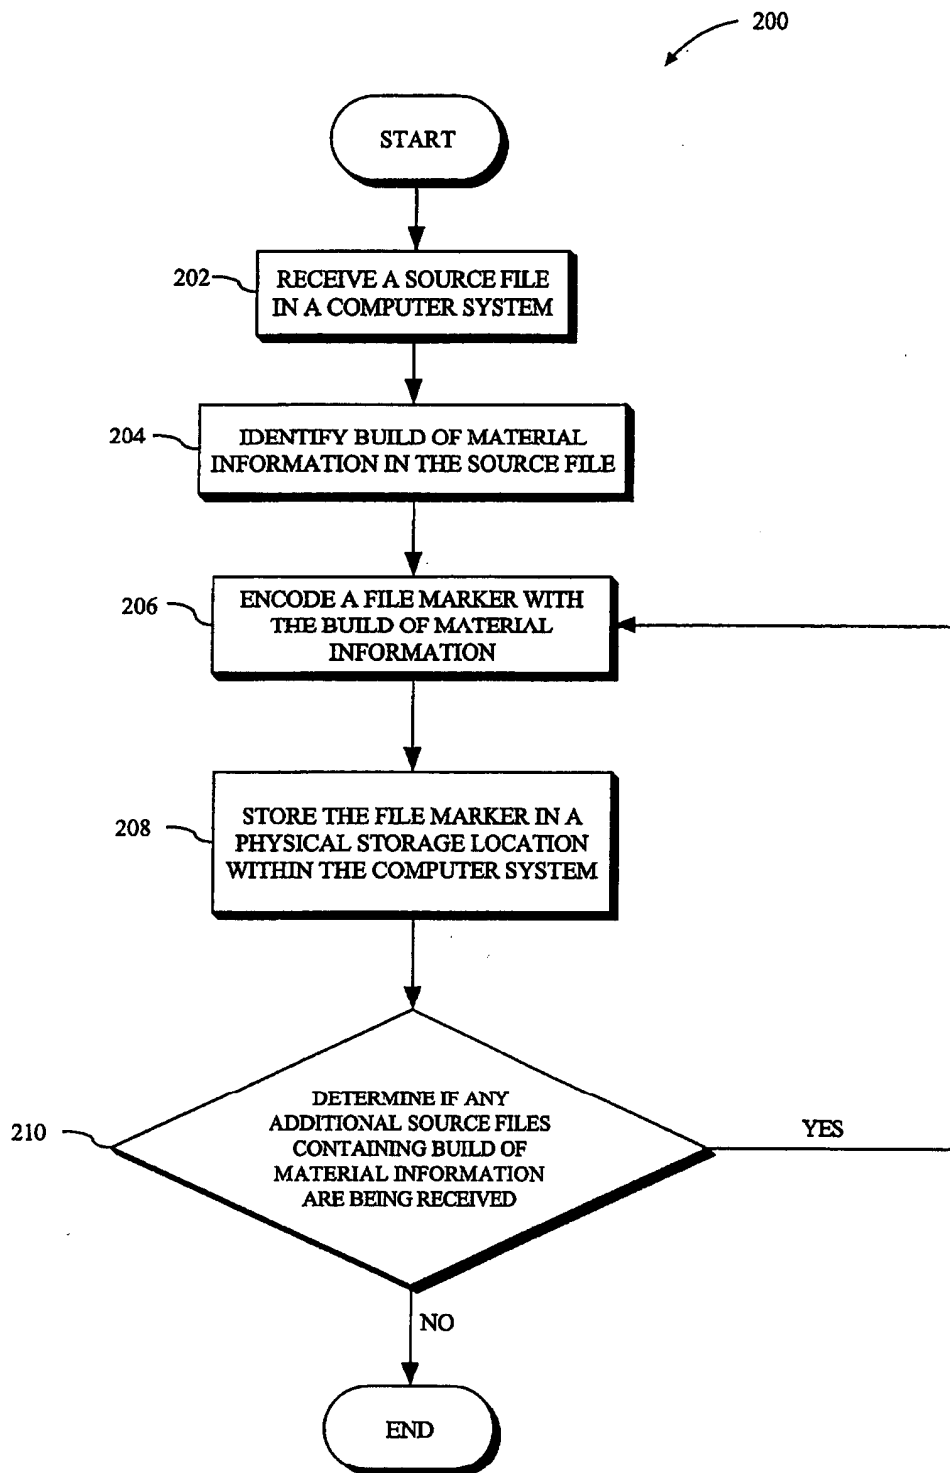 200
START
202
RECEIVE A SOURCE FILE
IN A COMPUTER SYSTEM
204
IDENTIFY BUILD OF MATERIAL
INFORMATION IN THE SOURCE FILE
206
ENCODE A FILE MARKER WITH
THE BUILD OF MATERIAL
INFORMATION
208
STORE THE FILE MARKER IN A
PHYSICAL STORAGE LOCATION
WITHIN THE COMPUTER SYSTEM
210
DETERMINE IF ANY
ADDITIONAL SOURCE FILES
CONTAINING BUILD OF
MATERIAL INFORMATION
ARE BEING RECEIVED
YES
NO
END